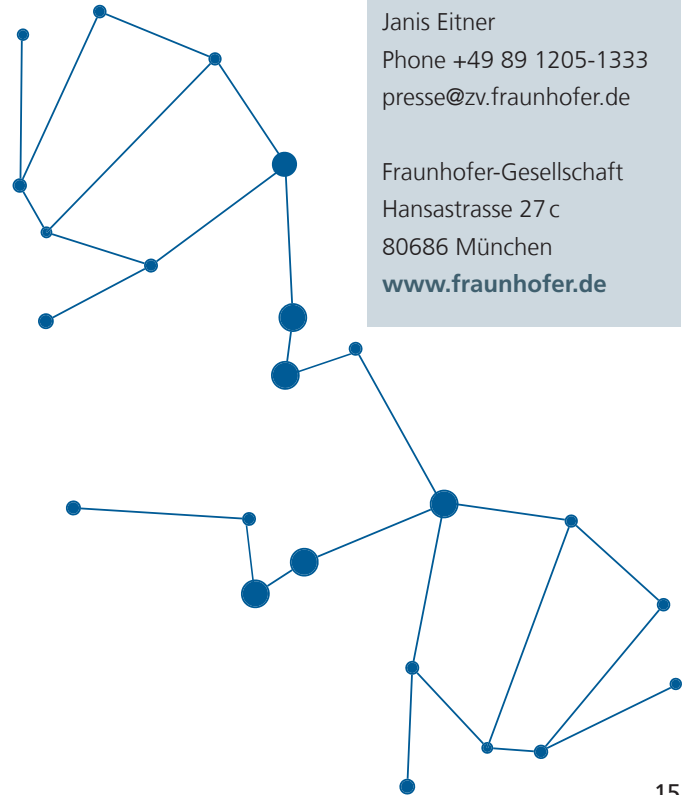 Janis Eitner
Phone +49 89 1205-1333
presse@zv.fraunhofer.de
Fraunhofer-Gesellschaft
Hansastrasse 27 c
80686 München
www.fraunhofer.de
15